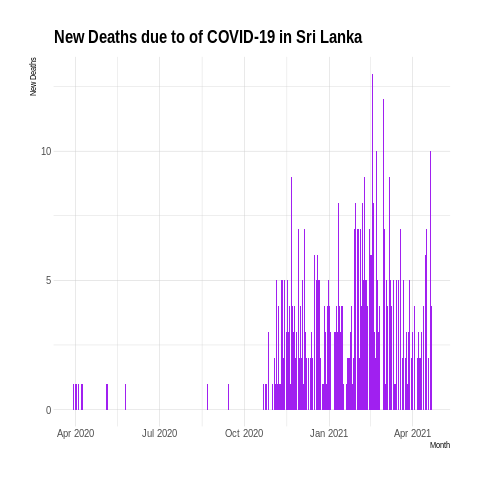 New Deaths due to of COVID-19 in Sri Lanka
New Deaths
10
5
0
Apr 2020
Jul 2020
Oct 2020
Jan 2021
Apr 2021
Month